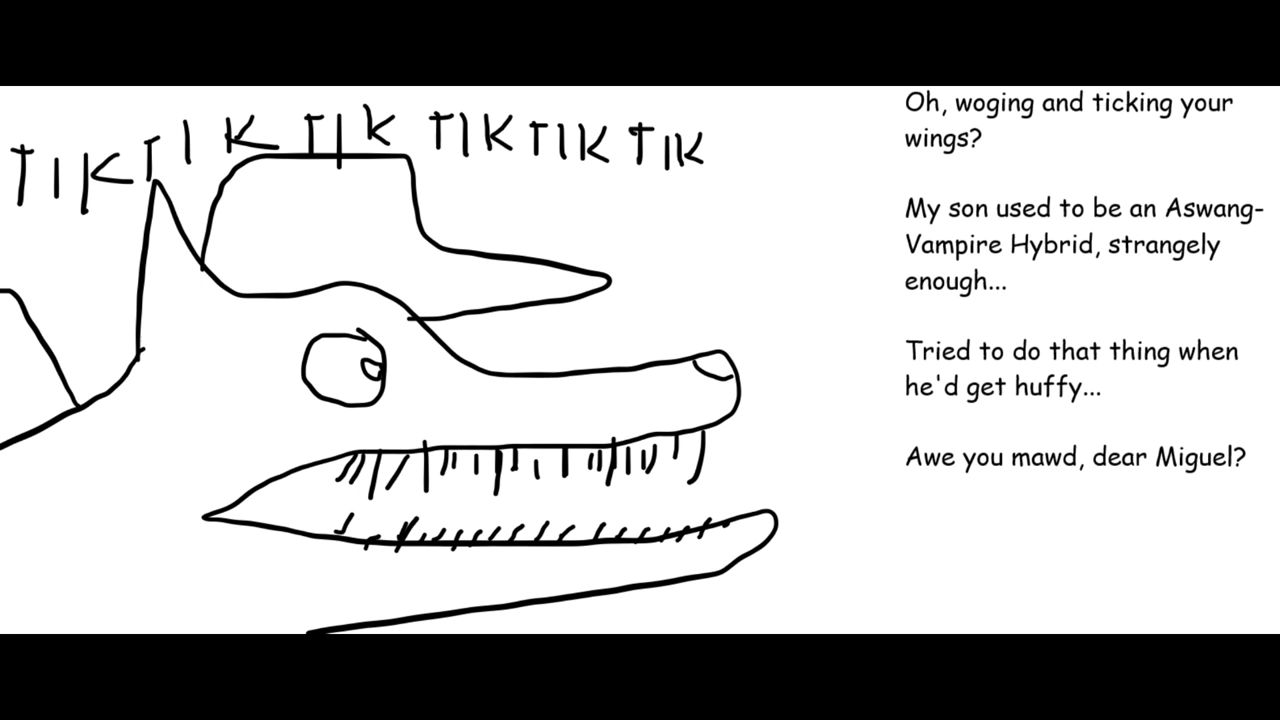 TIK TIK TIK TIK TIK TIK
Oh, woging and ticking your
wings?
My son used to be an Aswang-
Vampire Hybrid, strangely
enough...
Tried to do that thing when
he'd get huffy...
Awe you mawd, dear Miguel?